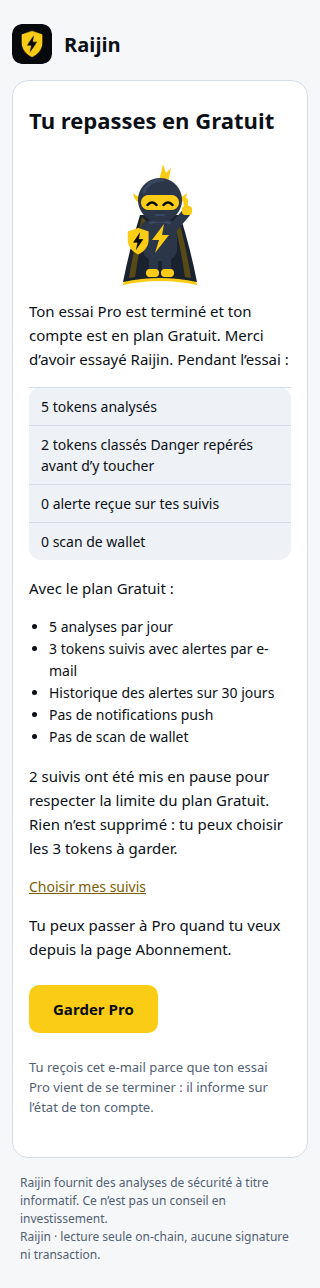 Raijin
Tu repasses en Gratuit
Ton essai Pro est terminé et ton
compte est en plan Gratuit. Merci
d’avoir essayé Raijin. Pendant l’essai :
5 tokens analysés
2 tokens classés Danger repérés
avant d’y toucher
0 alerte reçue sur tes suivis
0 scan de wallet
Avec le plan Gratuit :
• 5 analyses par jour
• 3 tokens suivis avec alertes par e-
mail
• Historique des alertes sur 30 jours
• Pas de notifications push
• Pas de scan de wallet
2 suivis ont été mis en pause pour
respecter la limite du plan Gratuit.
Rien n’est supprimé : tu peux choisir
les 3 tokens à garder.
Choisir mes suivis
Tu peux passer à Pro quand tu veux
depuis la page Abonnement.
Garder Pro
Tu reçois cet e-mail parce que ton essai
Pro vient de se terminer : il informe sur
l’état de ton compte.
Raijin fournit des analyses de sécurité à titre
informatif. Ce n’est pas un conseil en
investissement.
Raijin · lecture seule on-chain, aucune signature
ni transaction.